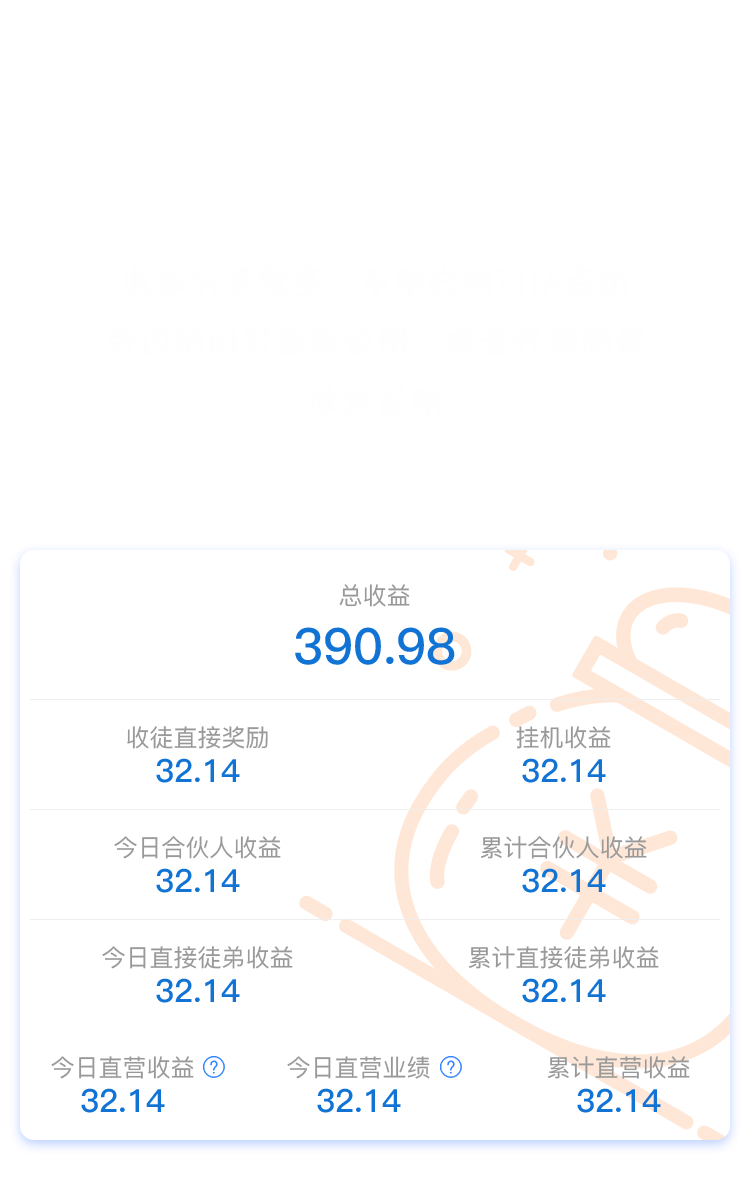 总收益
390.98
收徒直接奖励 挂机收益
32.14 32.14
今日合伙人收益 累计合伙人收益
32.14 32.14
今日直接徒弟收益 累计直接徒弟收益
32.14 32.14
今日直营收益 ? 今日直营业绩 ? 累计直营收益
32.14 32.14 32.14